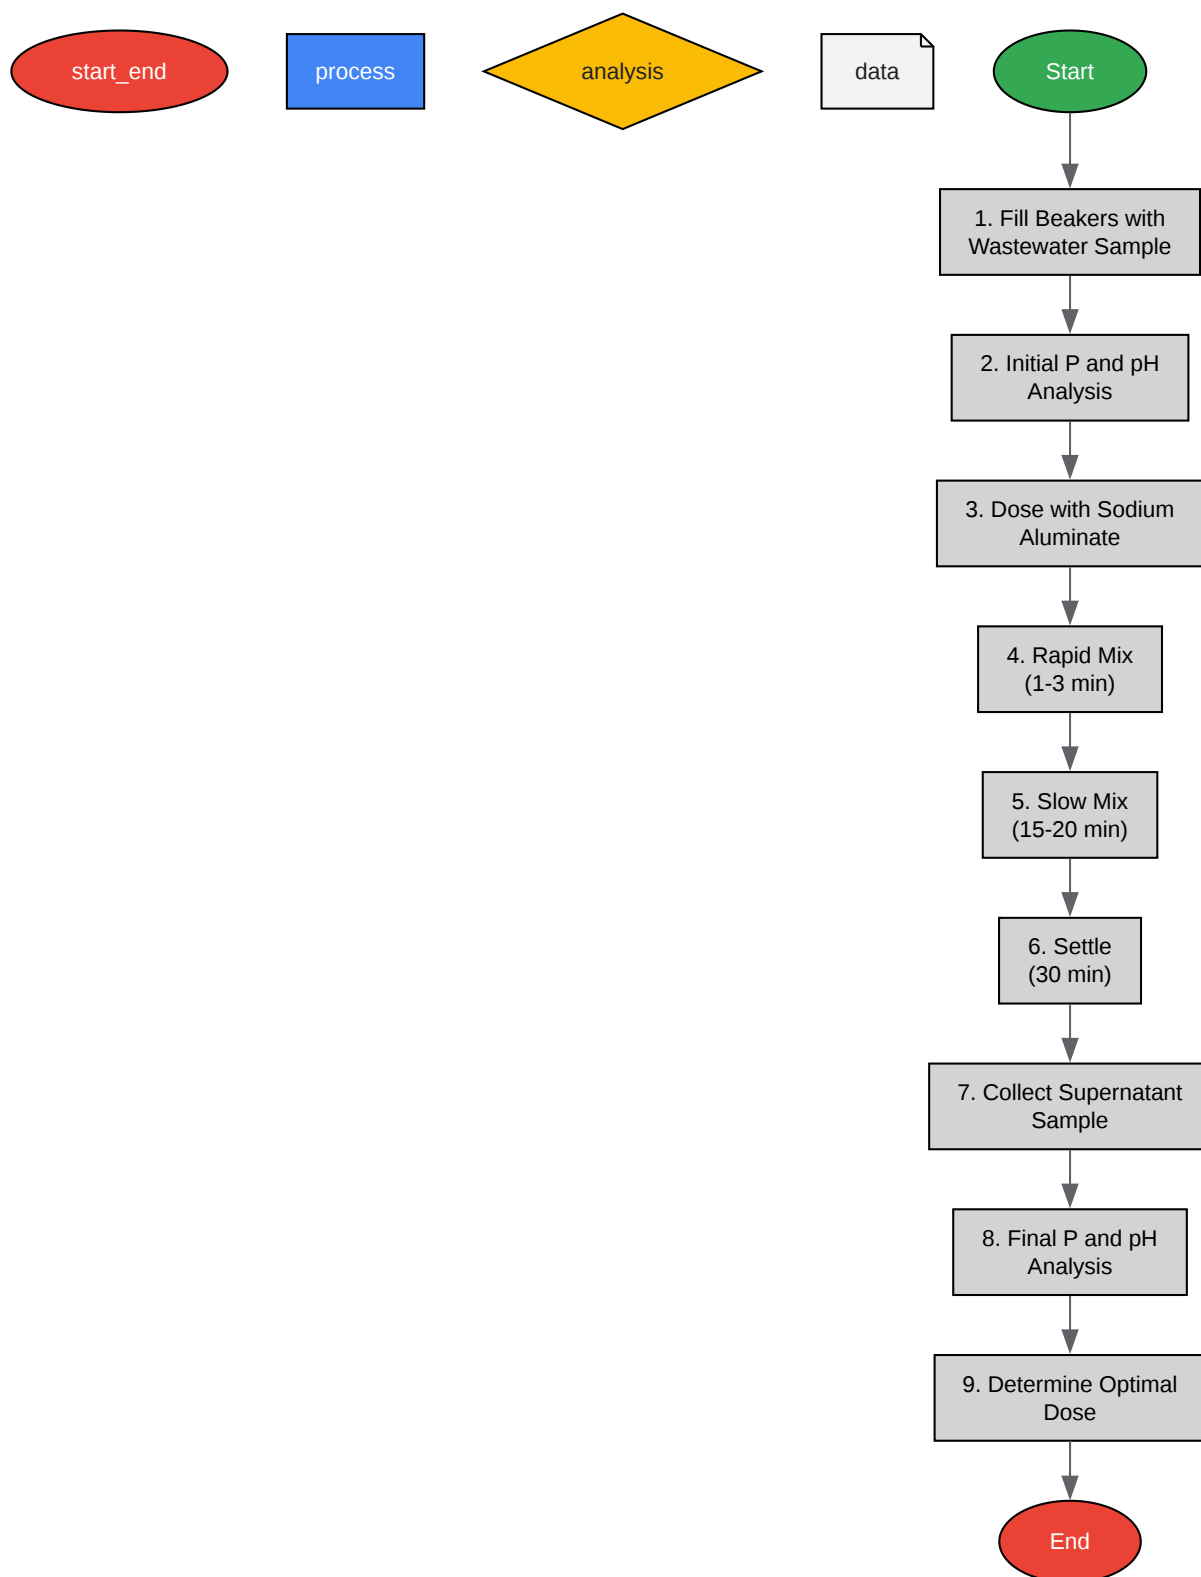 start_end
process
analysis
data
Start
1. Fill Beakers with
Wastewater Sample
2. Initial P and pH
Analysis
3. Dose with Sodium
Aluminate
4. Rapid Mix
(1-3 min)
5. Slow Mix
(15-20 min)
6. Settle
(30 min)
7. Collect Supernatant
Sample
8. Final P and pH
Analysis
9. Determine Optimal
Dose
End